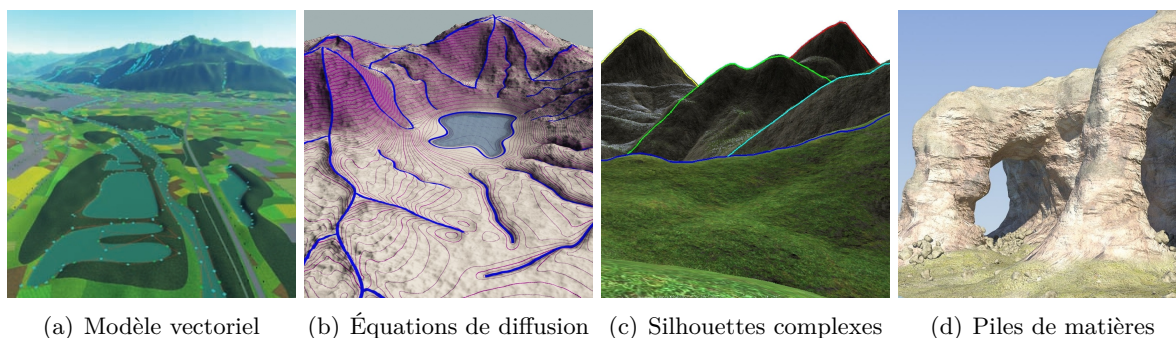 (a) Modèle vectoriel
(b) Équations de diffusion
(c) Silhouettes complexes
(d) Piles de matières